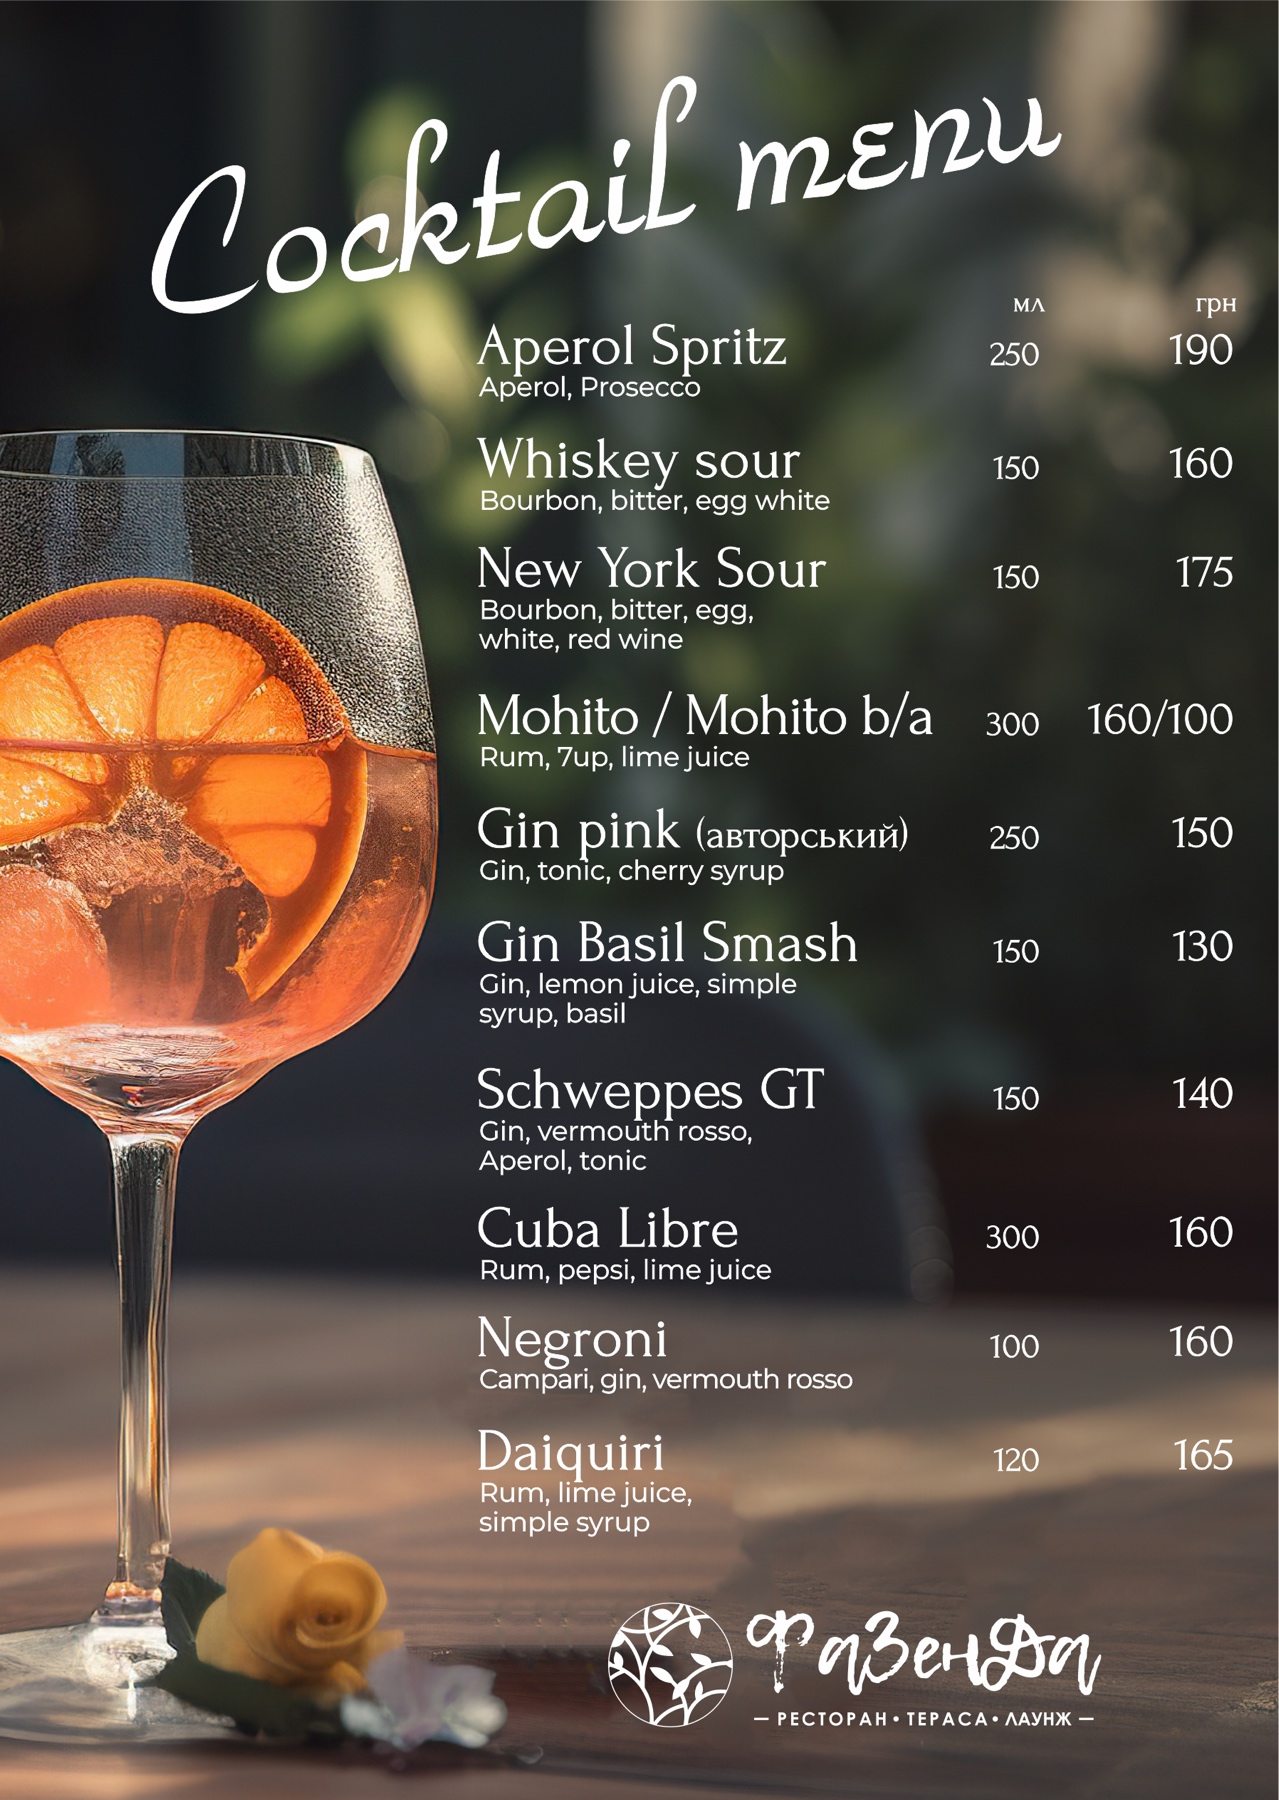 Cocktail menu
мл грн
Aperol Spritz 250 190
Aperol, Prosecco
Whiskey sour 150 160
Bourbon, bitter, egg white
New York Sour 150 175
Bourbon, bitter, egg,
white, red wine
Mohito / Mohito b/a 300 160/100
Rum, 7up, lime juice
Gin pink (авторський) 250 150
Gin, tonic, cherry syrup
Gin Basil Smash 150 130
Gin, lemon juice, simple
syrup, basil
Schweppes GT 150 140
Gin, vermouth rosso,
Aperol, tonic
Cuba Libre 300 160
Rum, pepsi, lime juice
Negroni 100 160
Campari, gin, vermouth rosso
Daiquiri 120 165
Rum, lime juice,
simple syrup
ФаЗенДа
— РЕСТОРАН • ТЕРАСА • ЛАУНЖ —